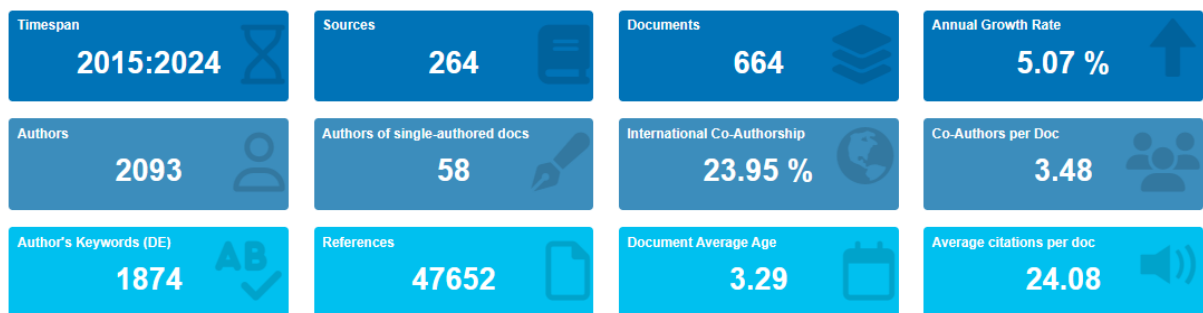 Timespan
2015:2024
Sources
264
Documents
664
Annual Growth Rate
5.07 %
Authors
2093
Authors of single-authored docs
58
International Co-Authorship
23.95 %
Co-Authors per Doc
3.48
Author's Keywords (DE)
1874
AB
References
47652
Document Average Age
3.29
Average citations per doc
24.08